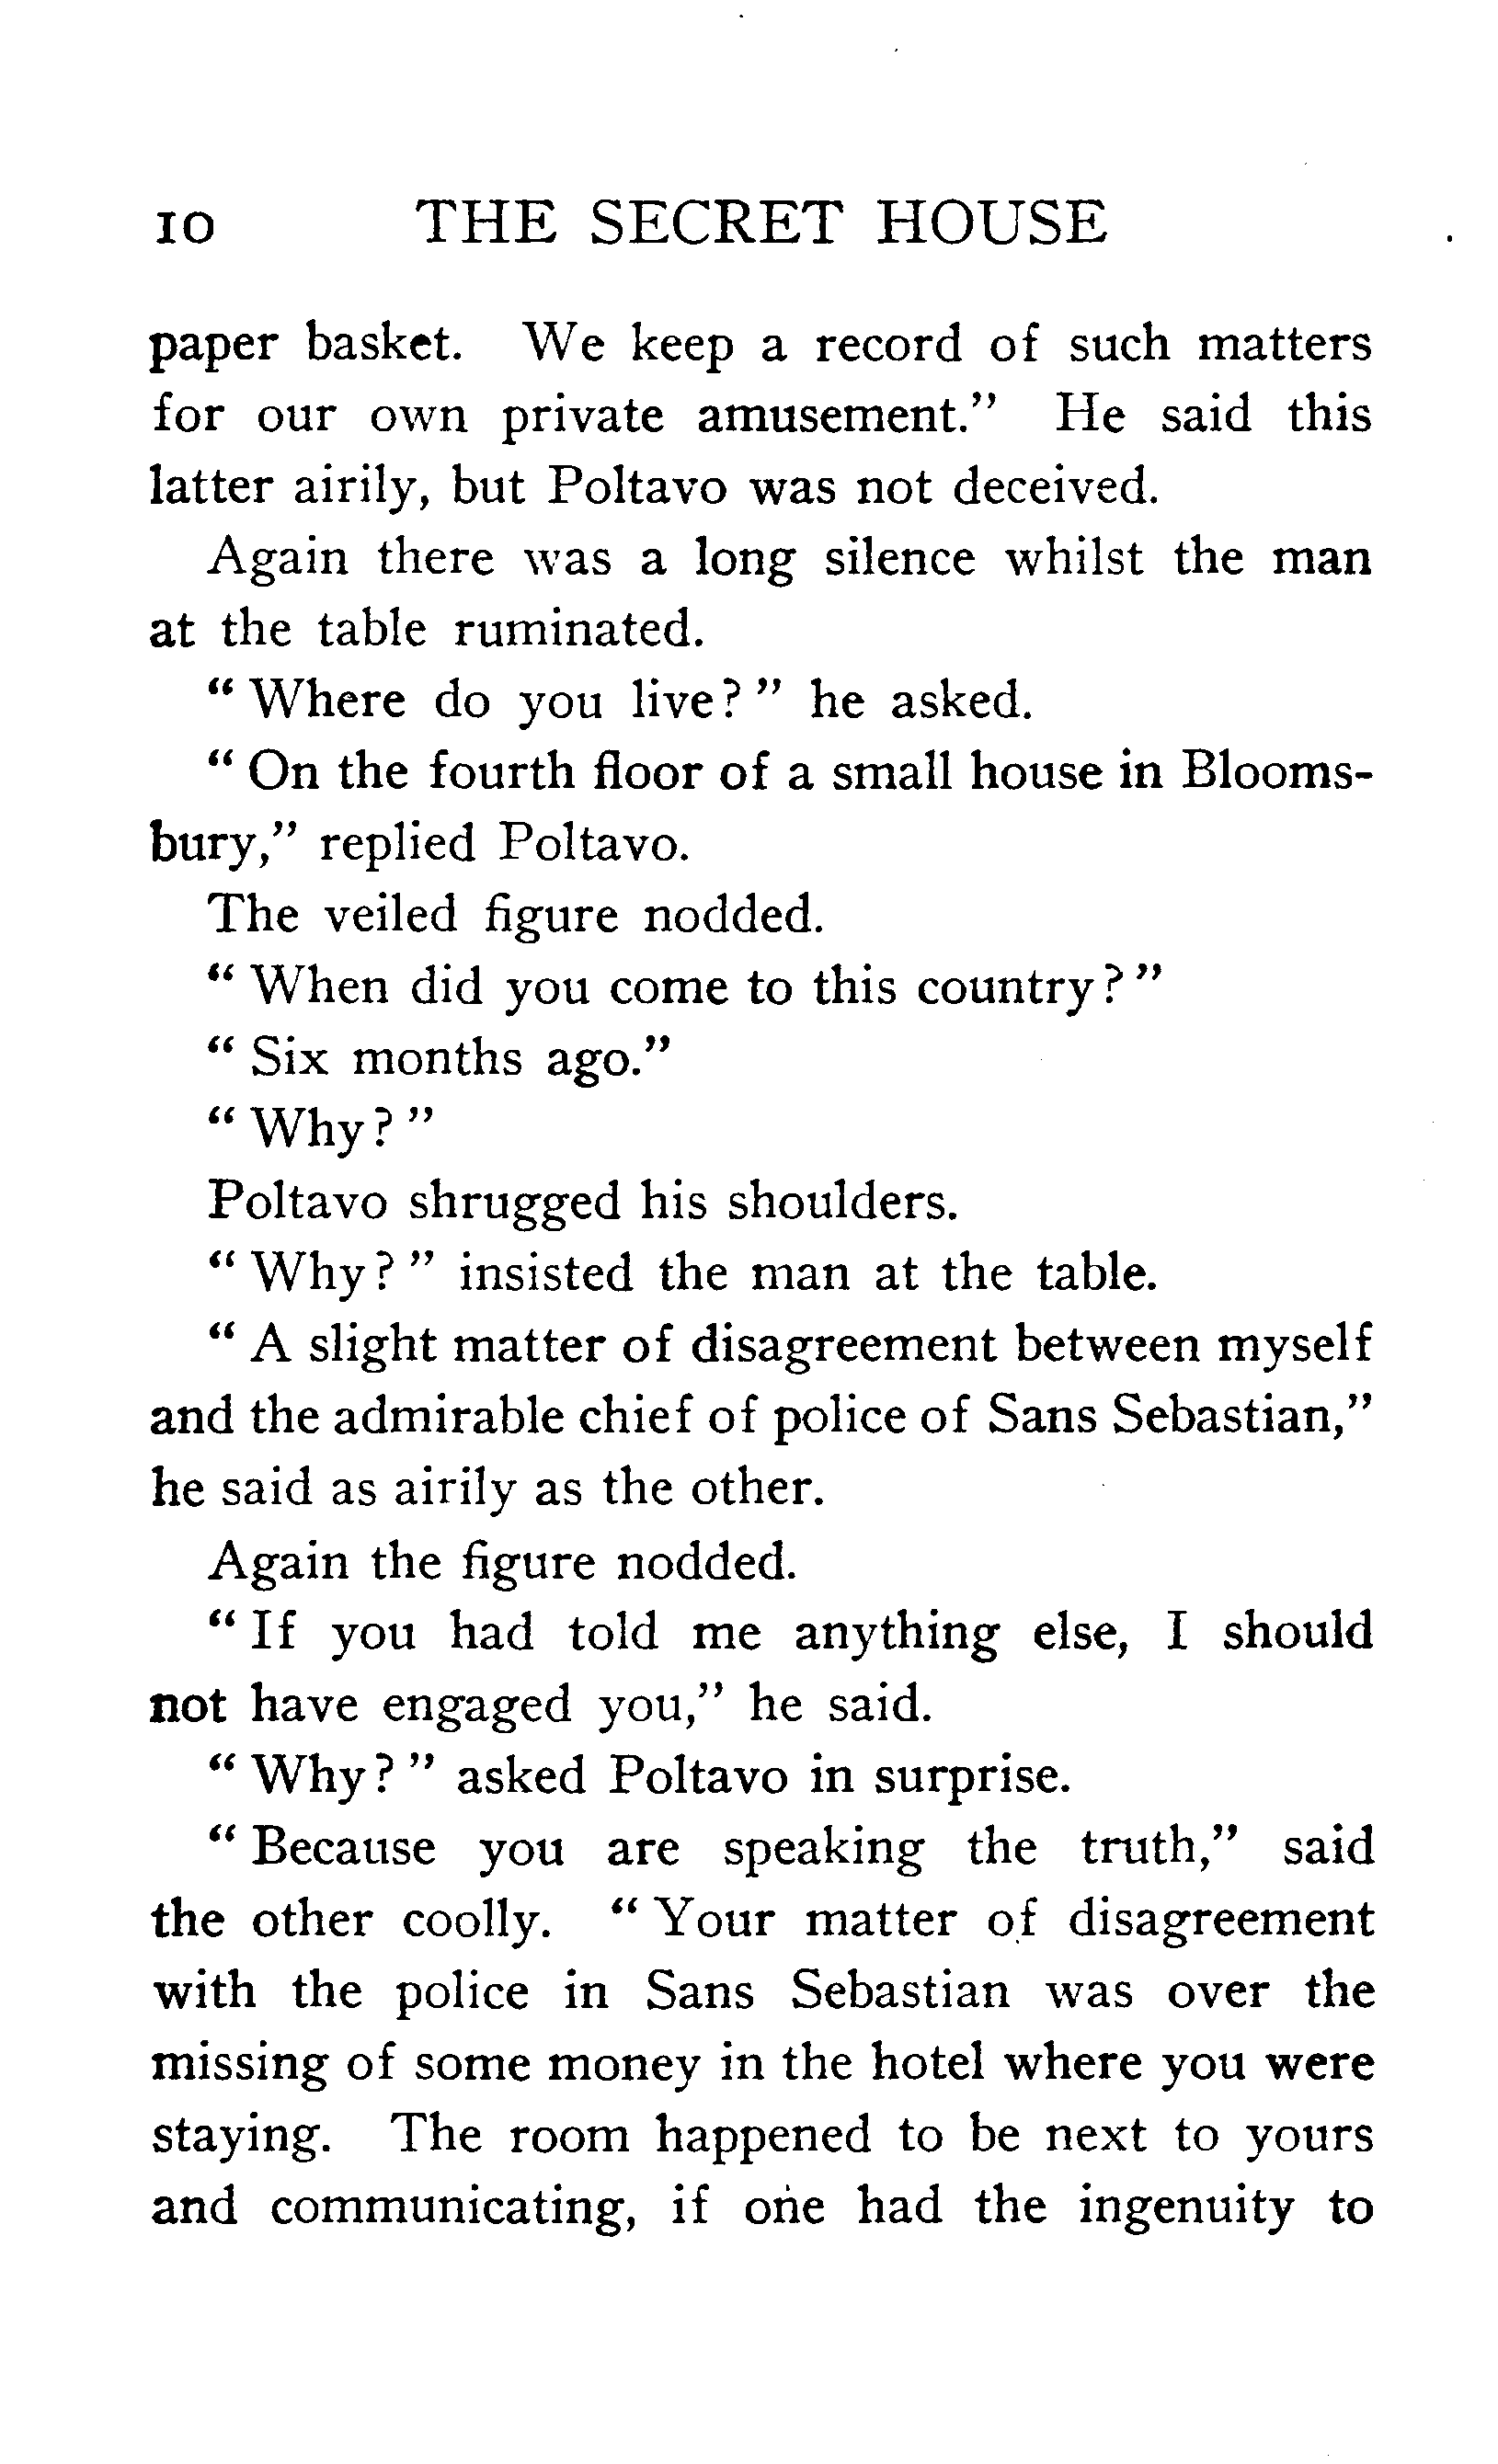 10 THE SECRET HOUSE
paper basket. We keep a record of such matters
for our own private amusement." He said this
latter airily, but Poltavo was not deceived.
Again there was a long silence whilst the man
at the table ruminated.
" Where do you live? " he asked.
" On the fourth floor of a small house in Blooms-
bury," replied Poltavo.
The veiled figure nodded.
" When did you come to this country? "
" Six months ago."
" Why? "
Poltavo shrugged his shoulders.
" Why? " insisted the man at the table.
" A slight matter of disagreement between myself
and the admirable chief of police of Sans Sebastian,"
he said as airily as the other.
Again the figure nodded.
" If you had told me anything else, I should
not have engaged you," he said.
" Why? " asked Poltavo in surprise.
" Because you are speaking the truth," said
the other coolly. " Your matter of disagreement
with the police in Sans Sebastian was over the
missing of some money in the hotel where you were
staying. The room happened to be next to yours
and communicating, if one had the ingenuity to